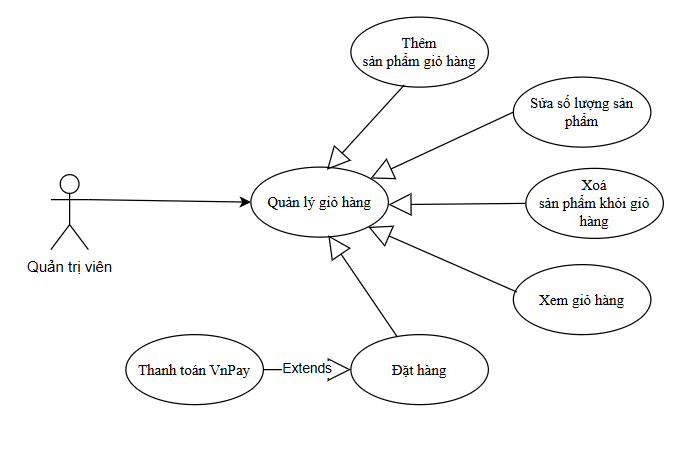 Thêm
sản phẩm giỏ hàng
Sửa số lượng sản
phẩm
Xoá
sản phẩm khỏi giỏ
hàng
Quản lý giỏ hàng
Quản trị viên
Xem giỏ hàng
Thanh toán VnPay
Extends
Đặt hàng